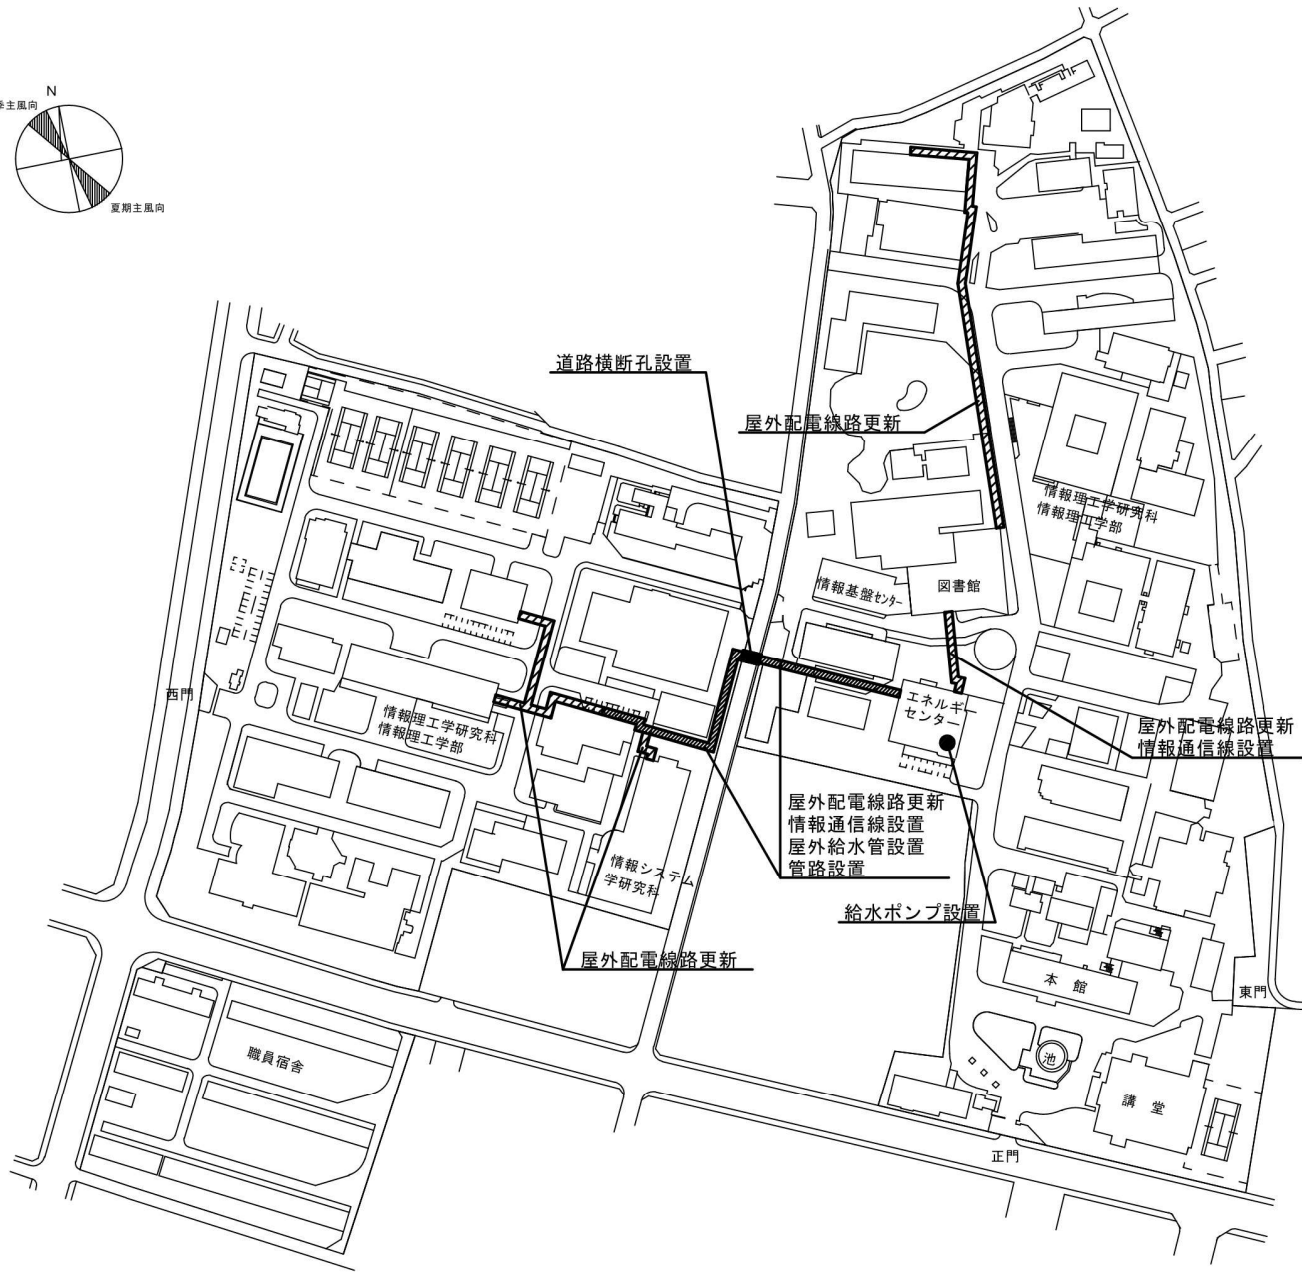 N
季主風向
夏期主風向
道路横断孔設置
屋外配電線路更新
情報理工学研究科
情報理工学部
情報基盤センター
図書館
西門
情報理工学研究科
情報理工学部
エネルギー
センター
屋外配電線路更新
情報通信線設置
屋外配電線路更新
情報通信線設置
屋外給水管設置
管路設置
情報システム
学研究科
給水ポンプ設置
屋外配電線路更新
本館
東門
職員宿舎
池
講堂
正門